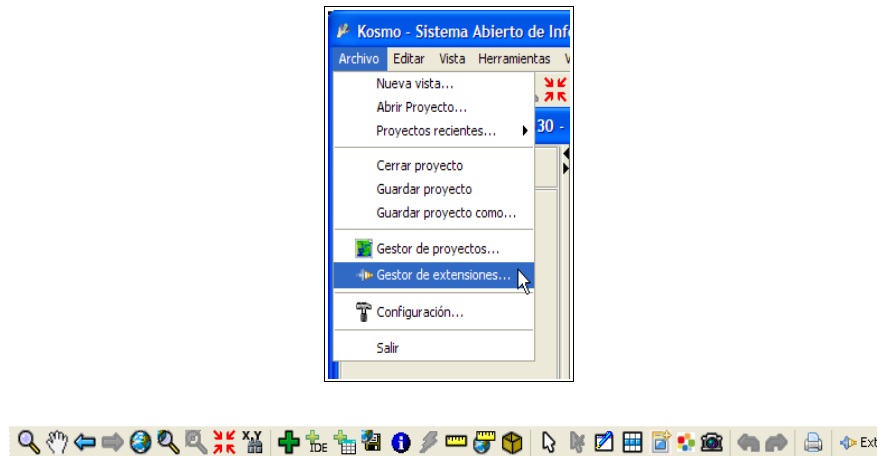 Kosmo - Sistema Abierto de Inf
Archivo Editar Vista Herramientas V
Nueva vista...
Abrir Proyecto...
Proyectos recientes...
30 -
Cerrar proyecto
Guardar proyecto
Guardar proyecto como...
Gestor de proyectos...
Gestor de extensiones...
Configuración...
Salir
X,Y
IDE
Ext